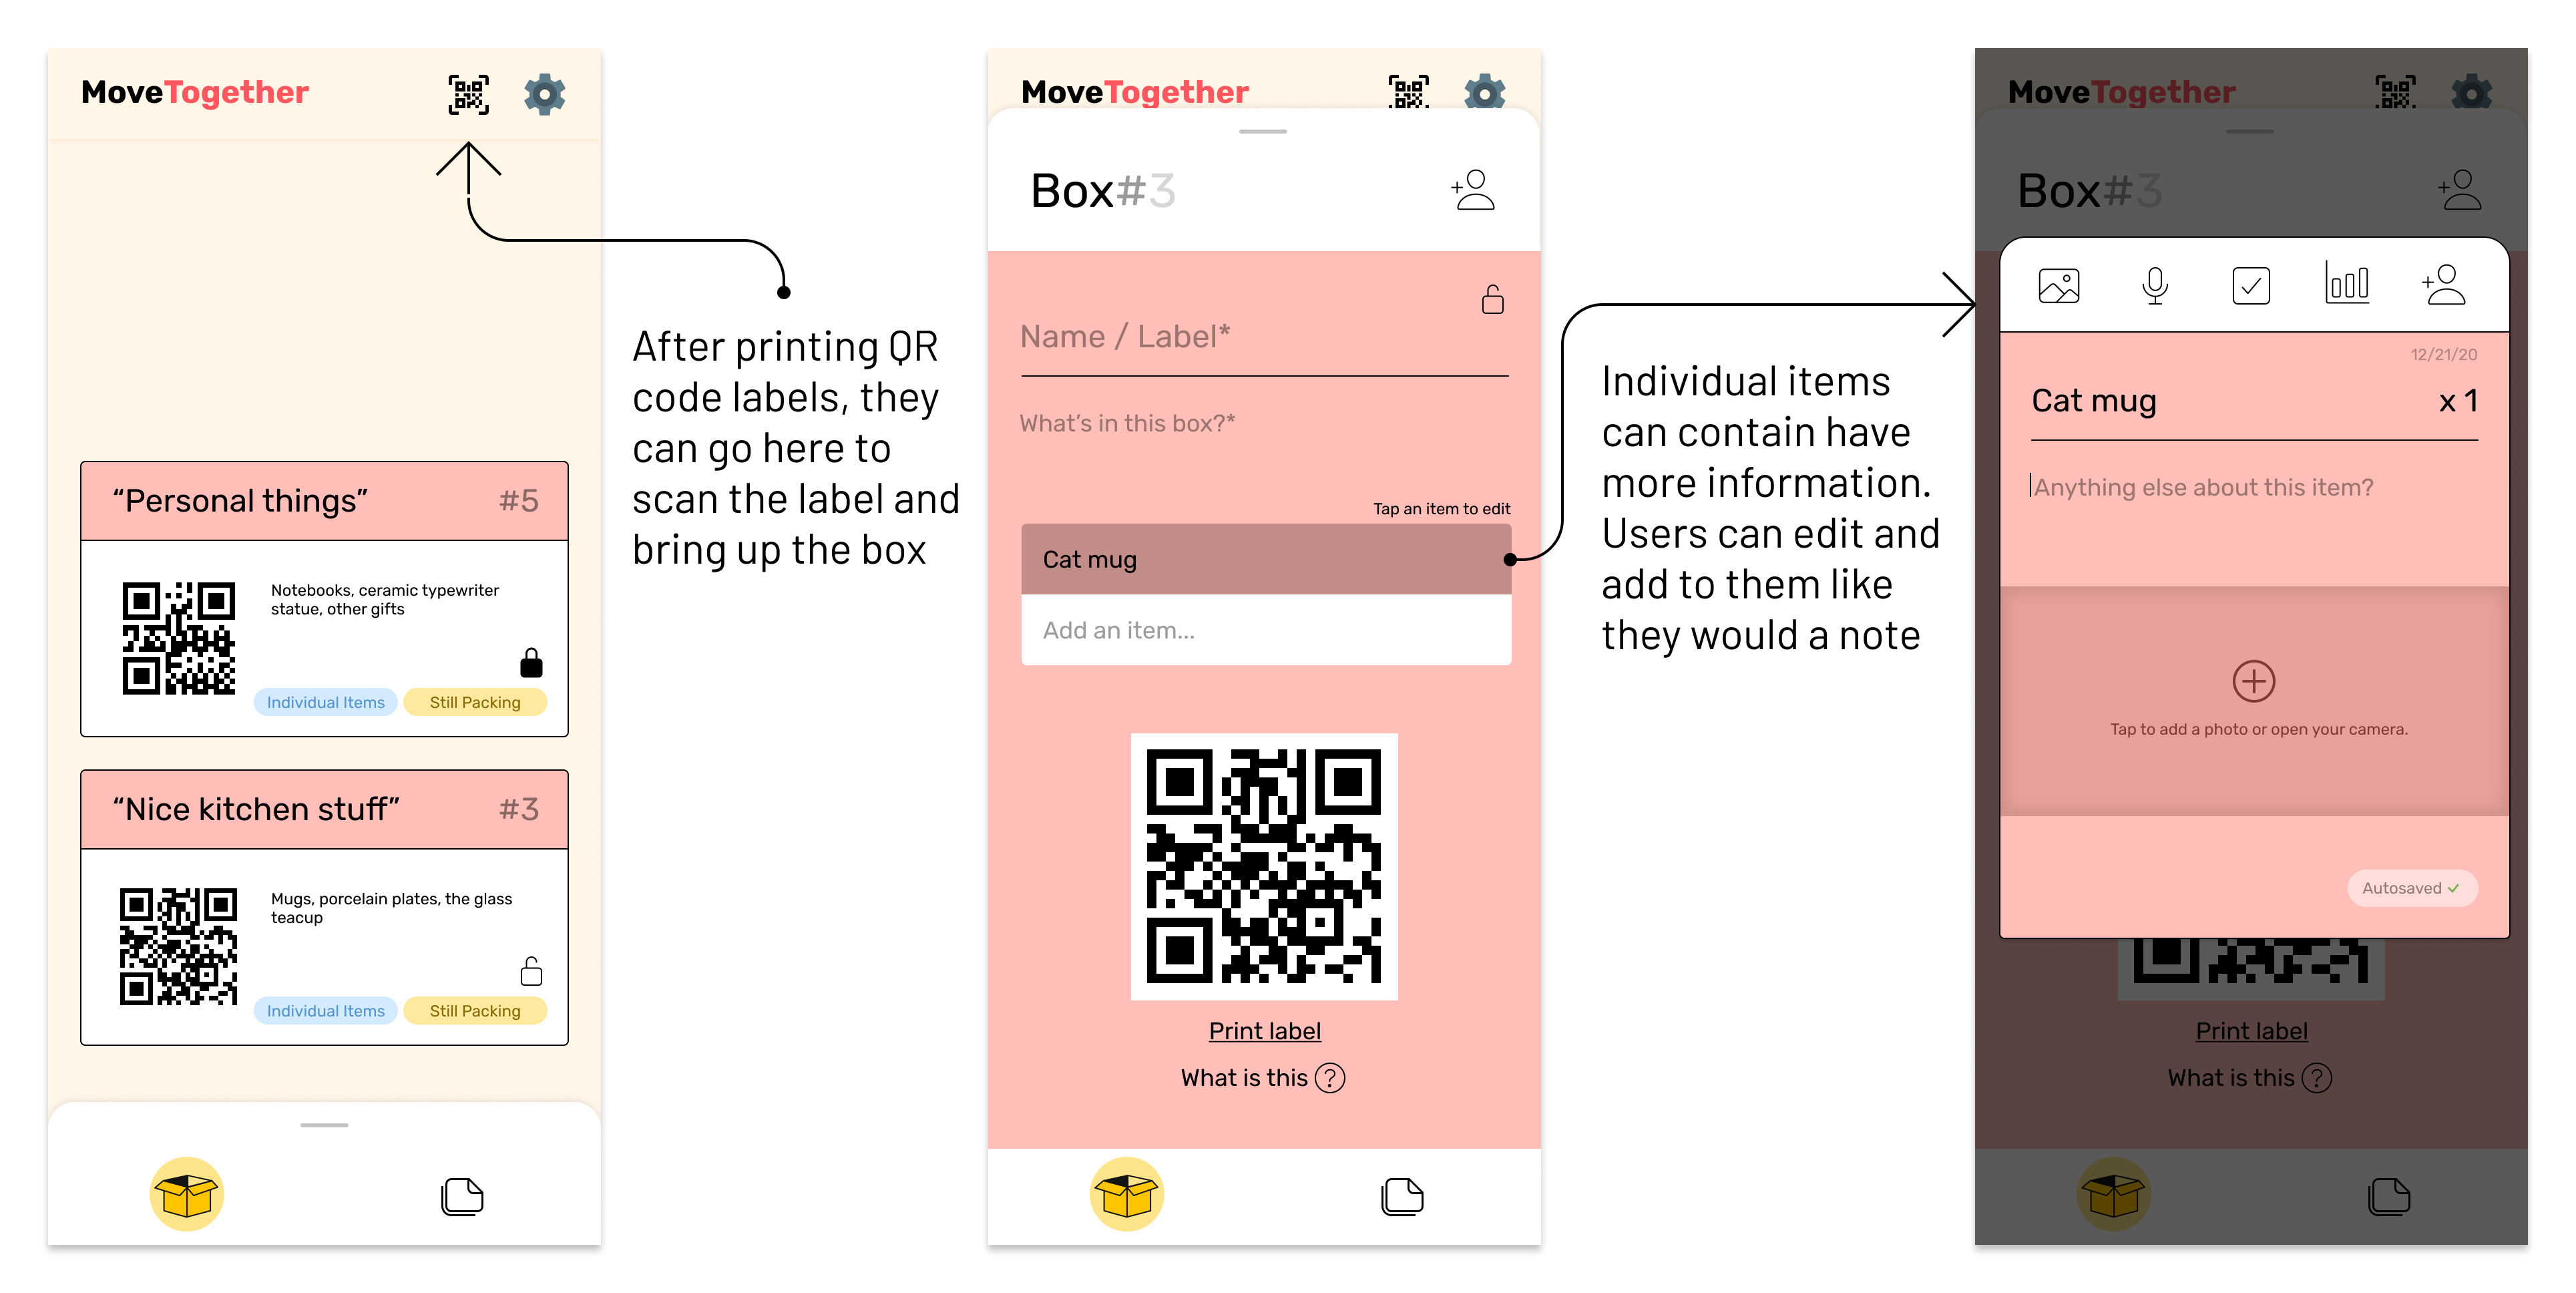 MoveTogether
“Personal things” #5
Notebooks, ceramic typewriter
statue, other gifts
Individual Items Still Packing
“Nice kitchen stuff” #3
Mugs, porcelain plates, the glass
teacup
Individual Items Still Packing
After printing QR
code labels, they
can go here to
scan the label and
bring up the box
MoveTogether
Box#3
Name / Label*
What’s in this box?*
Tap an item to edit
Cat mug
Add an item...
Print label
What is this ?
Individual items
can contain have
more information.
Users can edit and
add to them like
they would a note
MoveTogether
Box#3
12/21/20
Cat mug x 1
Anything else about this item?
Tap to add a photo or open your camera.
Autosaved
Print label
What is this ?